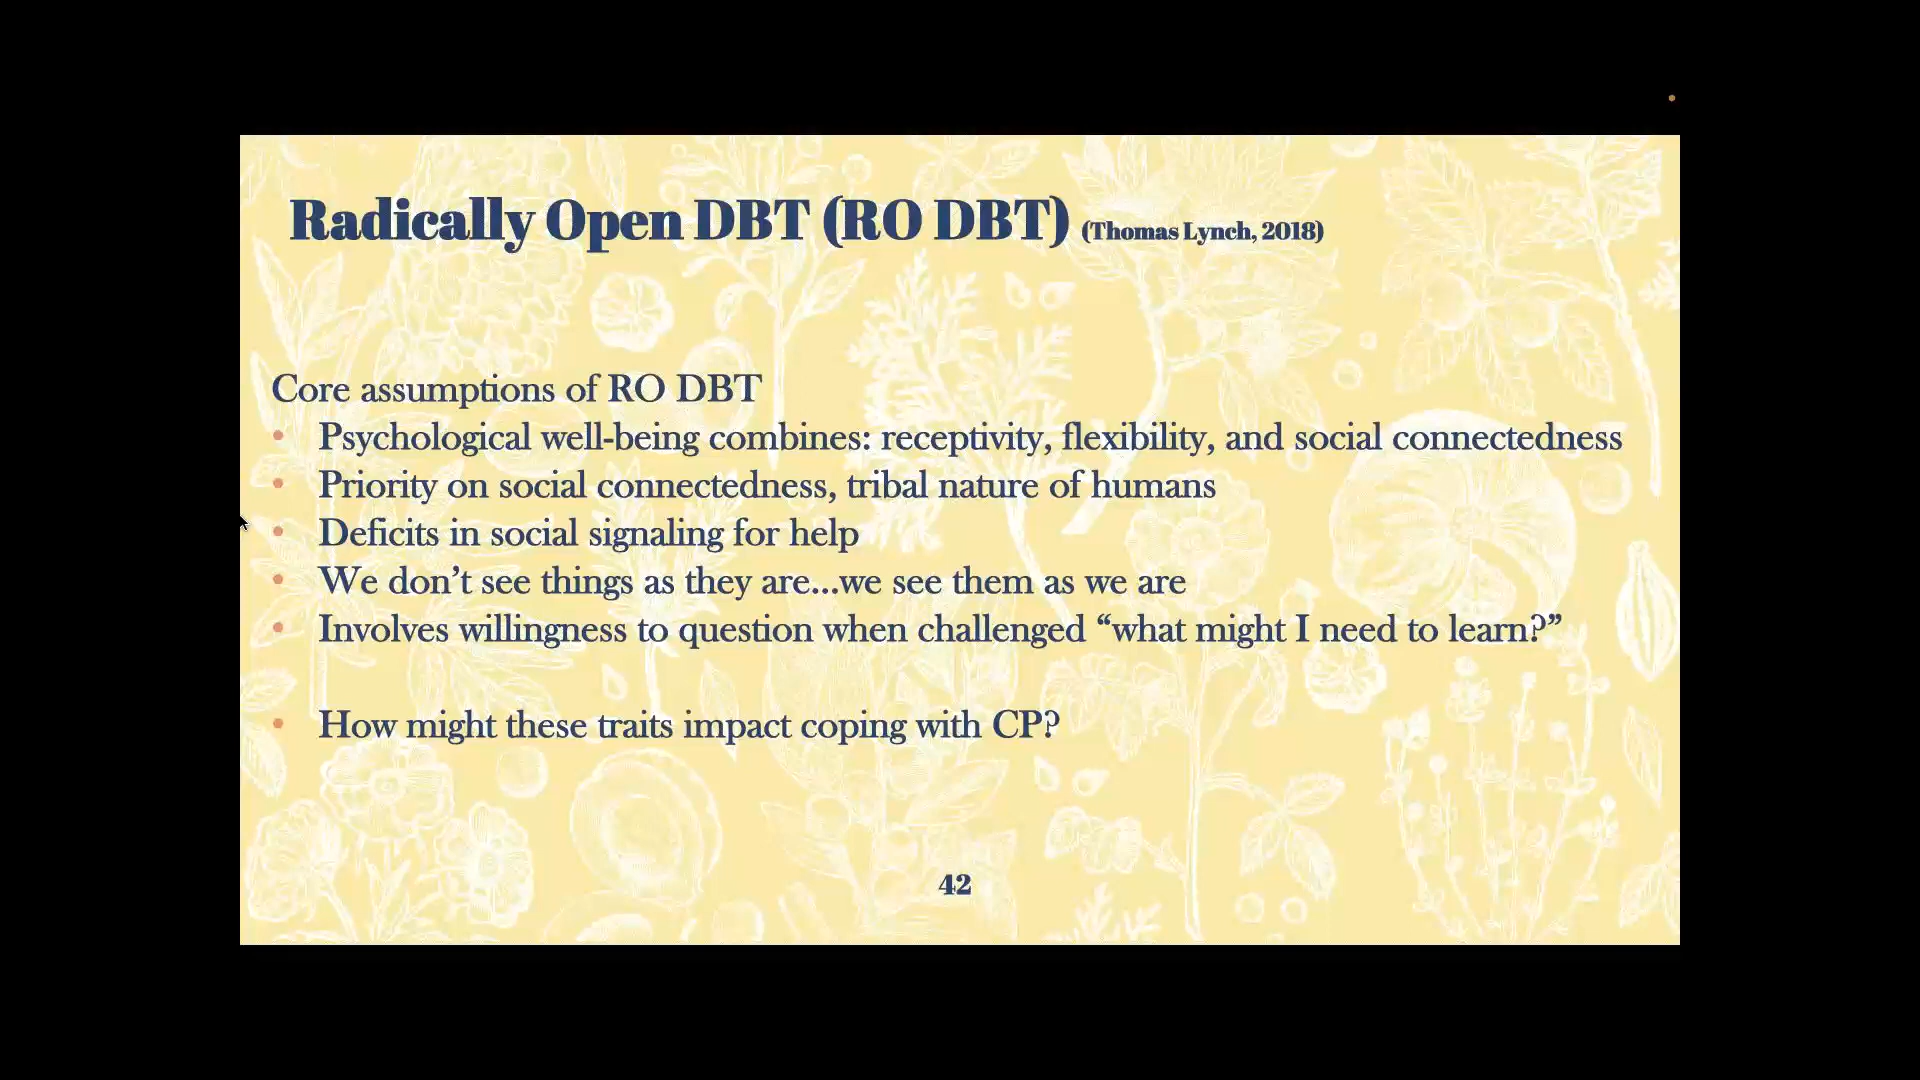 Radically Open DBT (RO DBT) (Thomas Lynch, 2018)
Core assumptions of RO DBT
• Psychological well-being combines: receptivity, flexibility, and social connectedness
• Priority on social connectedness, tribal nature of humans
• Deficits in social signaling for help
• We don’t see things as they are...we see them as we are
• Involves willingness to question when challenged “what might I need to learn?”
• How might these traits impact coping with CP?
42